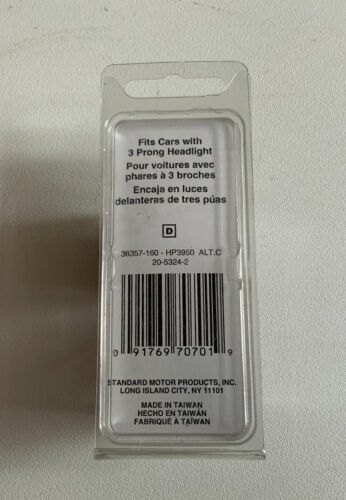 Fits Cars with
3 Prong Headlight
Pour voitures avec
phares à 3 broches
Encaja en luces
delanteras de tres púas
D
36357-160 - HP3950 ALT.C
20-5324-2
0 91769 70701 9
STANDARD MOTOR PRODUCTS, INC.
LONG ISLAND CITY, NY 11101
MADE IN TAIWAN
HECHO EN TAIWÁN
FABRIQUÉ À TAÏWAN